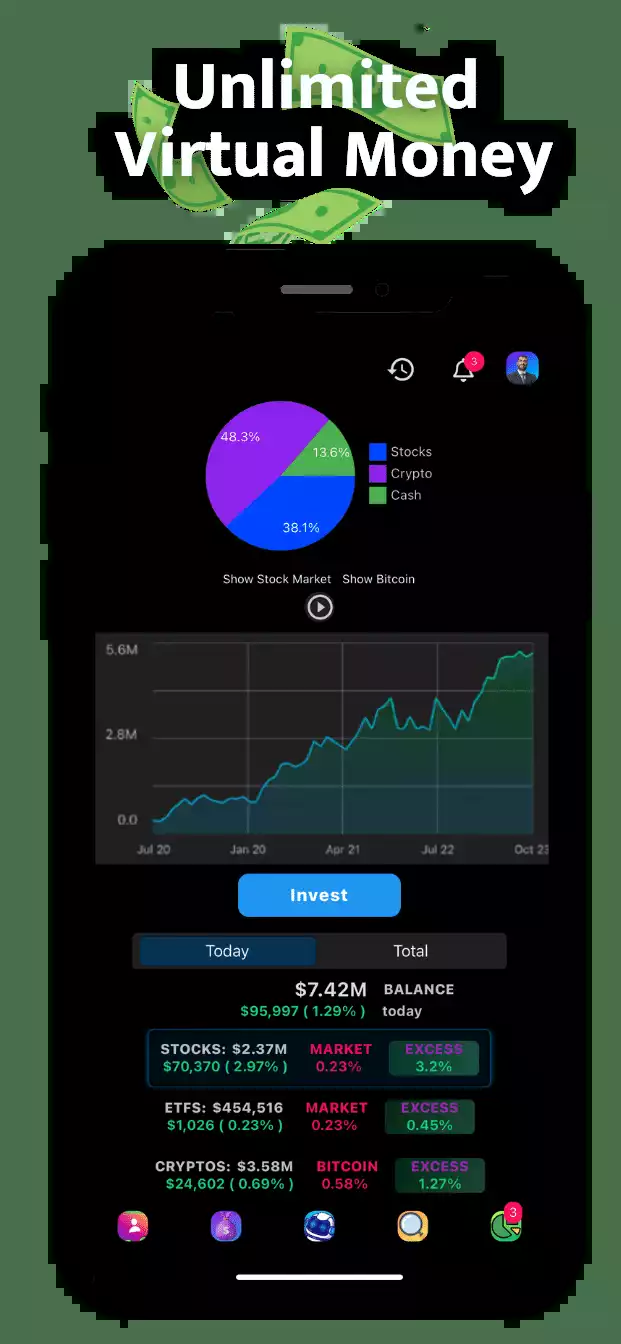 Unlimited
Virtual Money
3
48.3%
13.6%
38.1%
Stocks
Crypto
Cash
Show Stock Market Show Bitcoin
5.6M
2.8M
0.0
Jul 20 Jan 20 Apr 21 Jul 22 Oct 23
Invest
Today Total
$7.42M BALANCE
$95,997 ( 1.29% ) today
STOCKS: $2.37M MARKET EXCESS
$70,370 ( 2.97% ) 0.23% 3.2%
ETFS: $454,516 MARKET EXCESS
$1,026 ( 0.23% ) 0.23% 0.45%
CRYPTOS: $3.58M BITCOIN EXCESS
$24,602 ( 0.69% ) 0.58% 1.27%
3